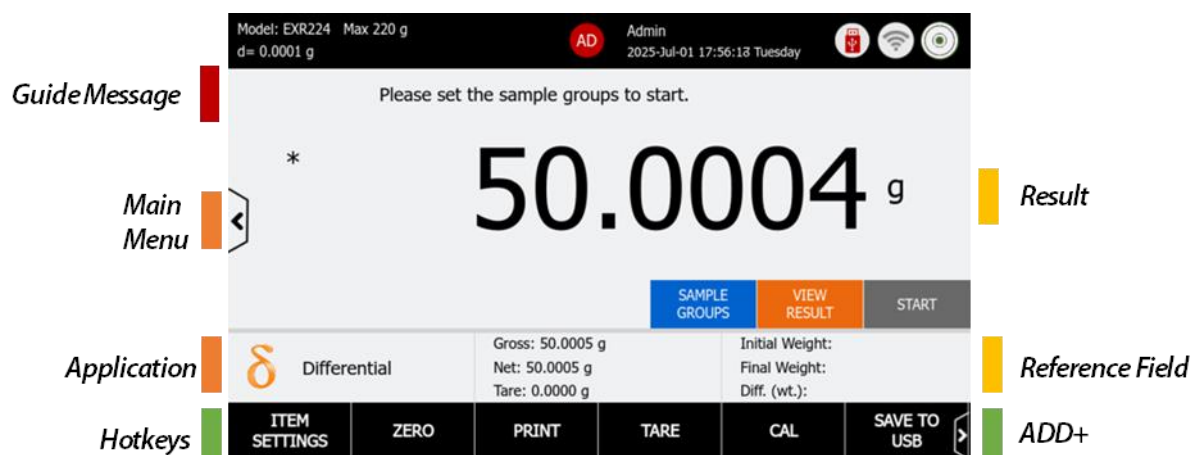 Model: EXR224 Max 220 g
d= 0.0001 g
AD
Admin
2025-Jul-01 17:56:18 Tuesday
Guide Message
Please set the sample groups to start.
*
50.0004 g
Result
Main
Menu
SAMPLE
GROUPS
VIEW
RESULT
START
Application
δ
Differential
Gross: 50.0005 g
Net: 50.0005 g
Tare: 0.0000 g
Initial Weight:
Final Weight:
Diff. (wt.):
Reference Field
Hotkeys
ITEM
SETTINGS
ZERO
PRINT
TARE
CAL
SAVE TO
USB
ADD+